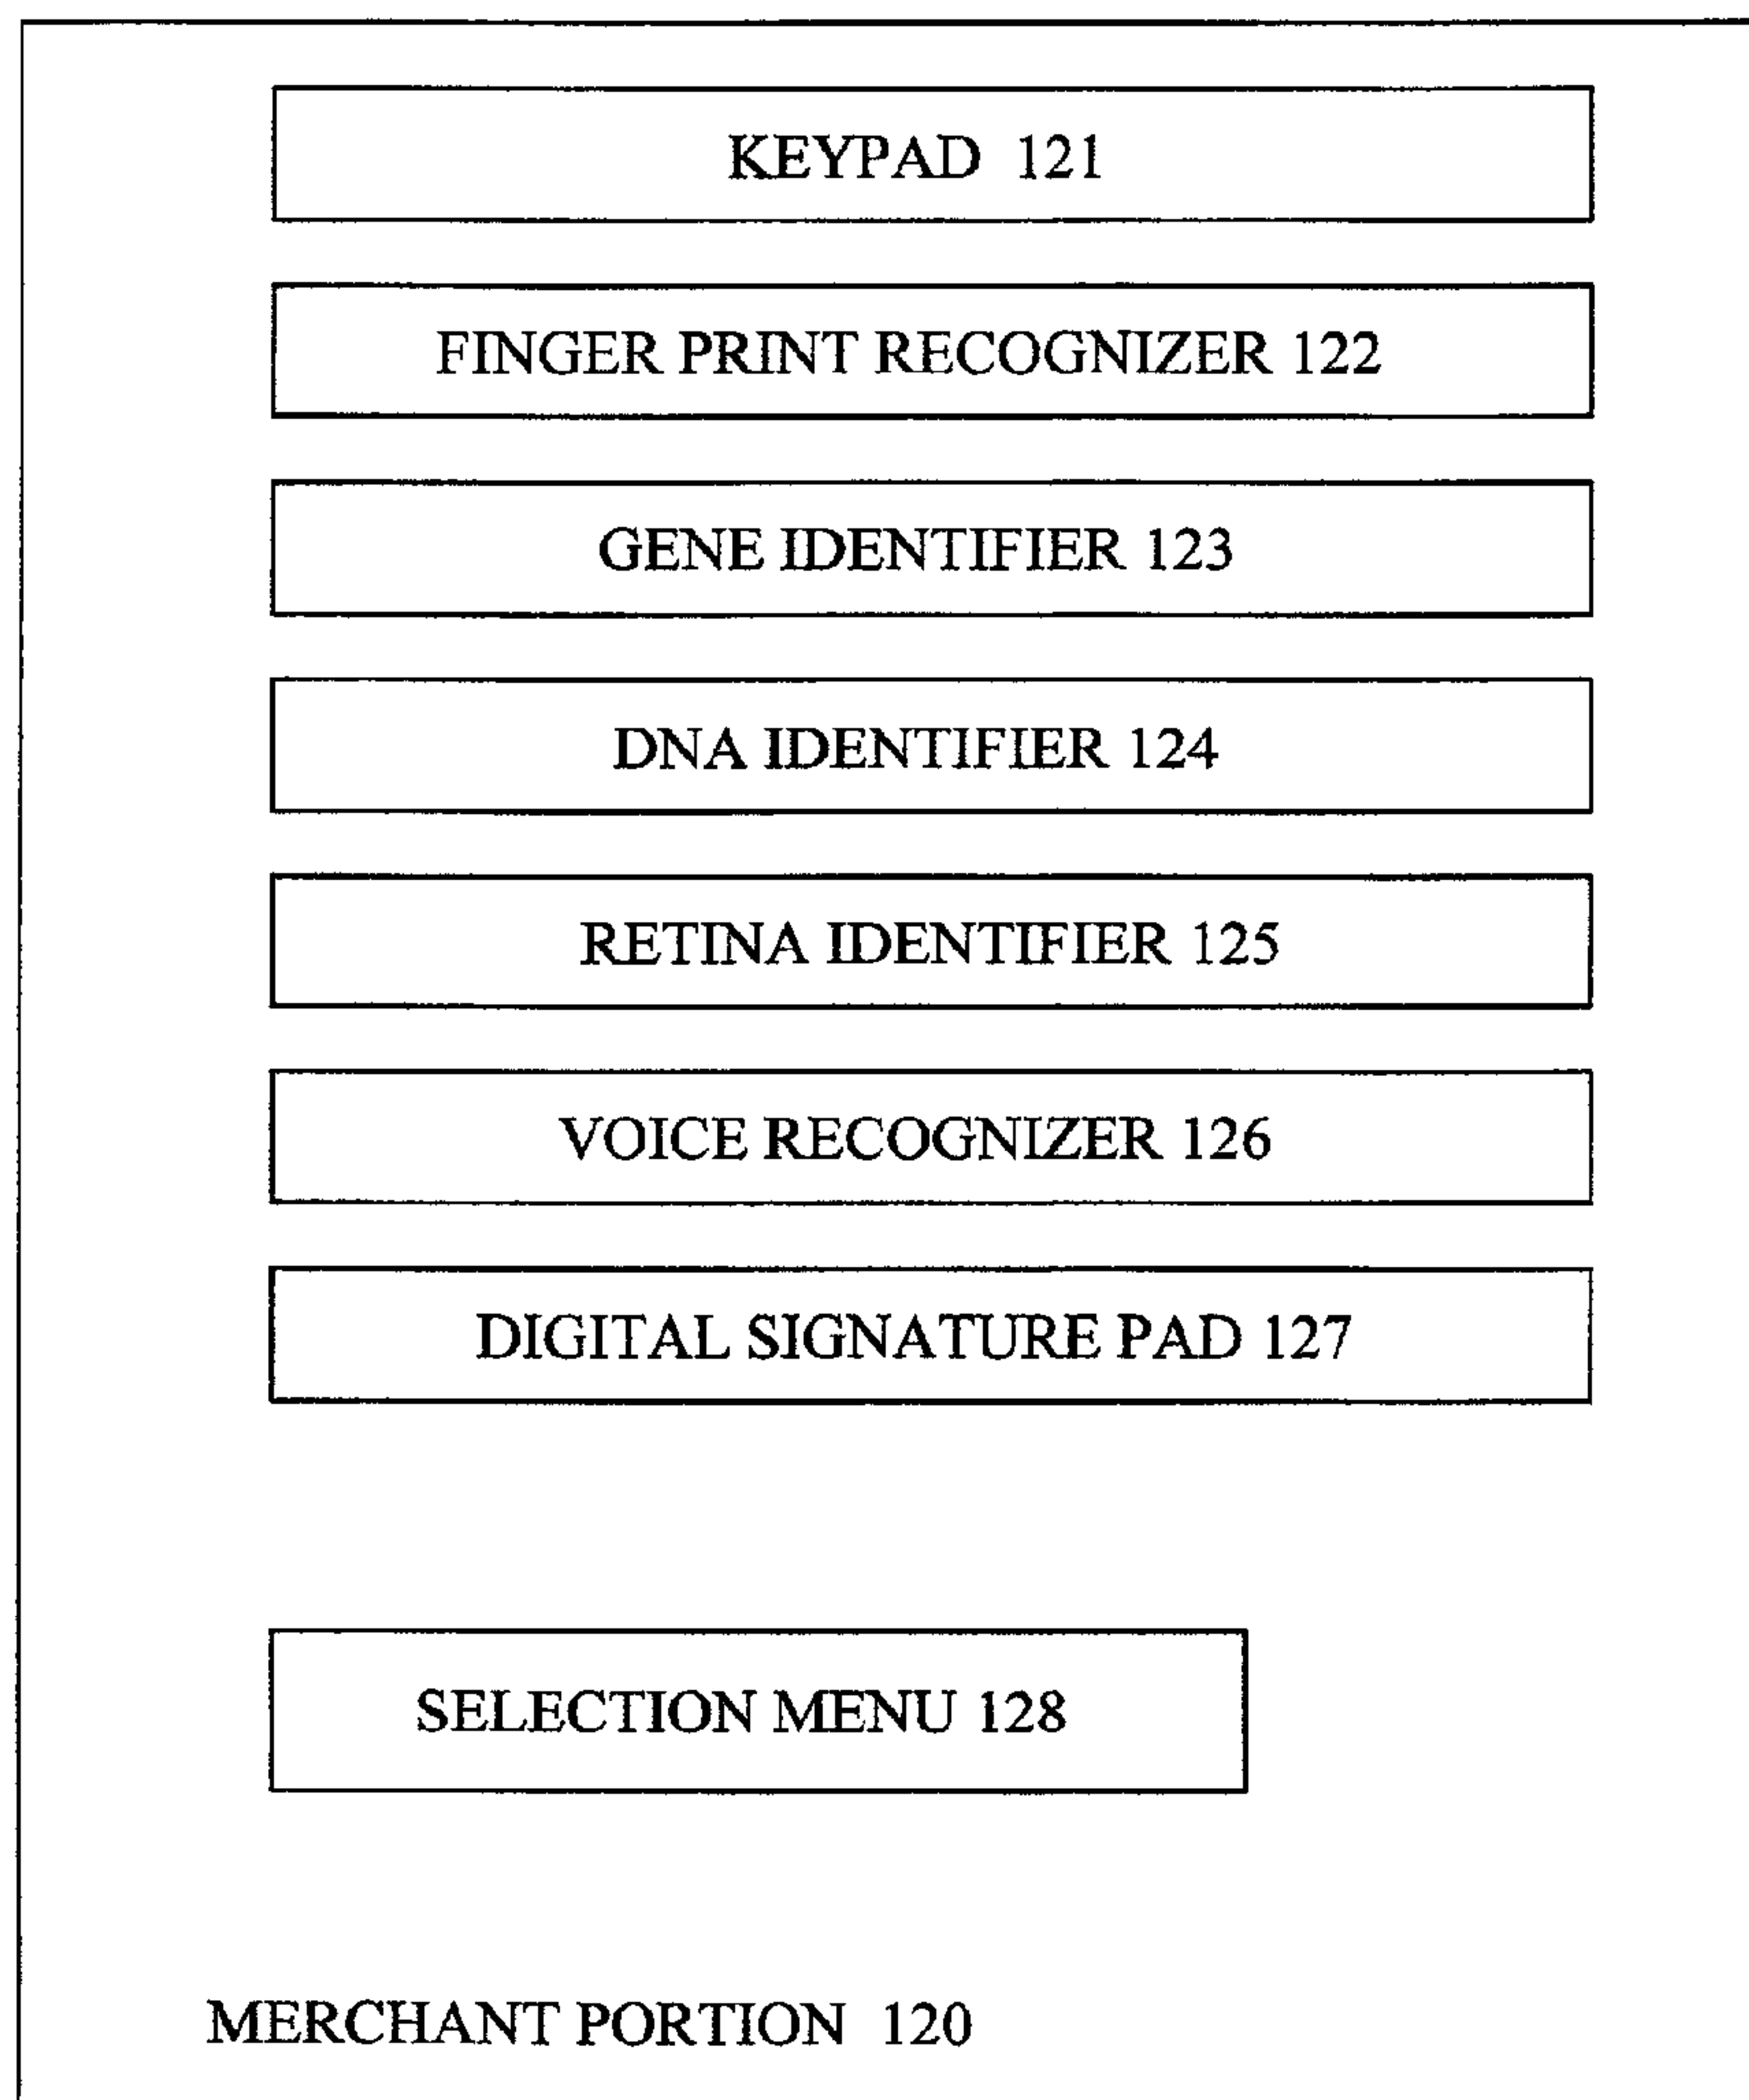 KEYPAD 121
FINGER PRINT RECOGNIZER 122
GENE IDENTIFIER 123
DNA IDENTIFIER 124
RETINA IDENTIFIER 125
VOICE RECOGNIZER 126
DIGITAL SIGNATURE PAD 127
SELECTION MENU 128
MERCHANT PORTION 120